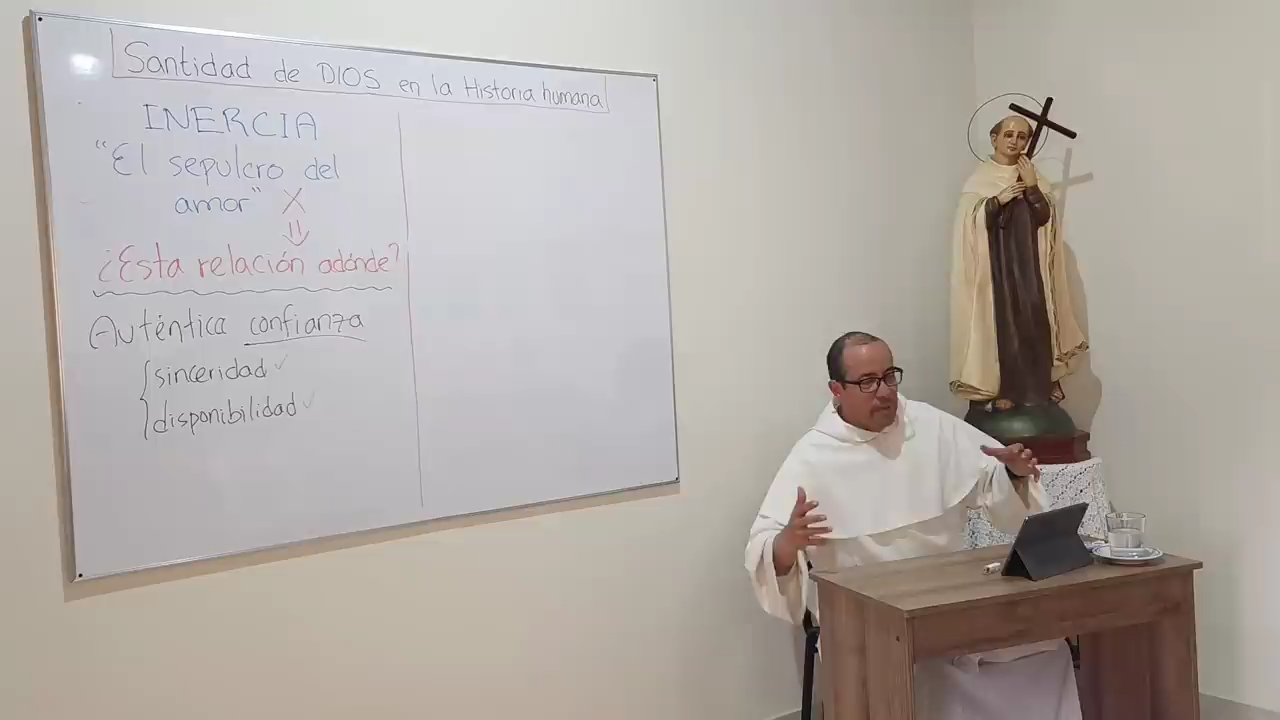 Santidad de DIOS en la Historia humana
INERCIA
"El sepulcro del
amor" X
¿Esta relación adónde?
Auténtica confianza
sinceridad ✓
disponibilidad ✓